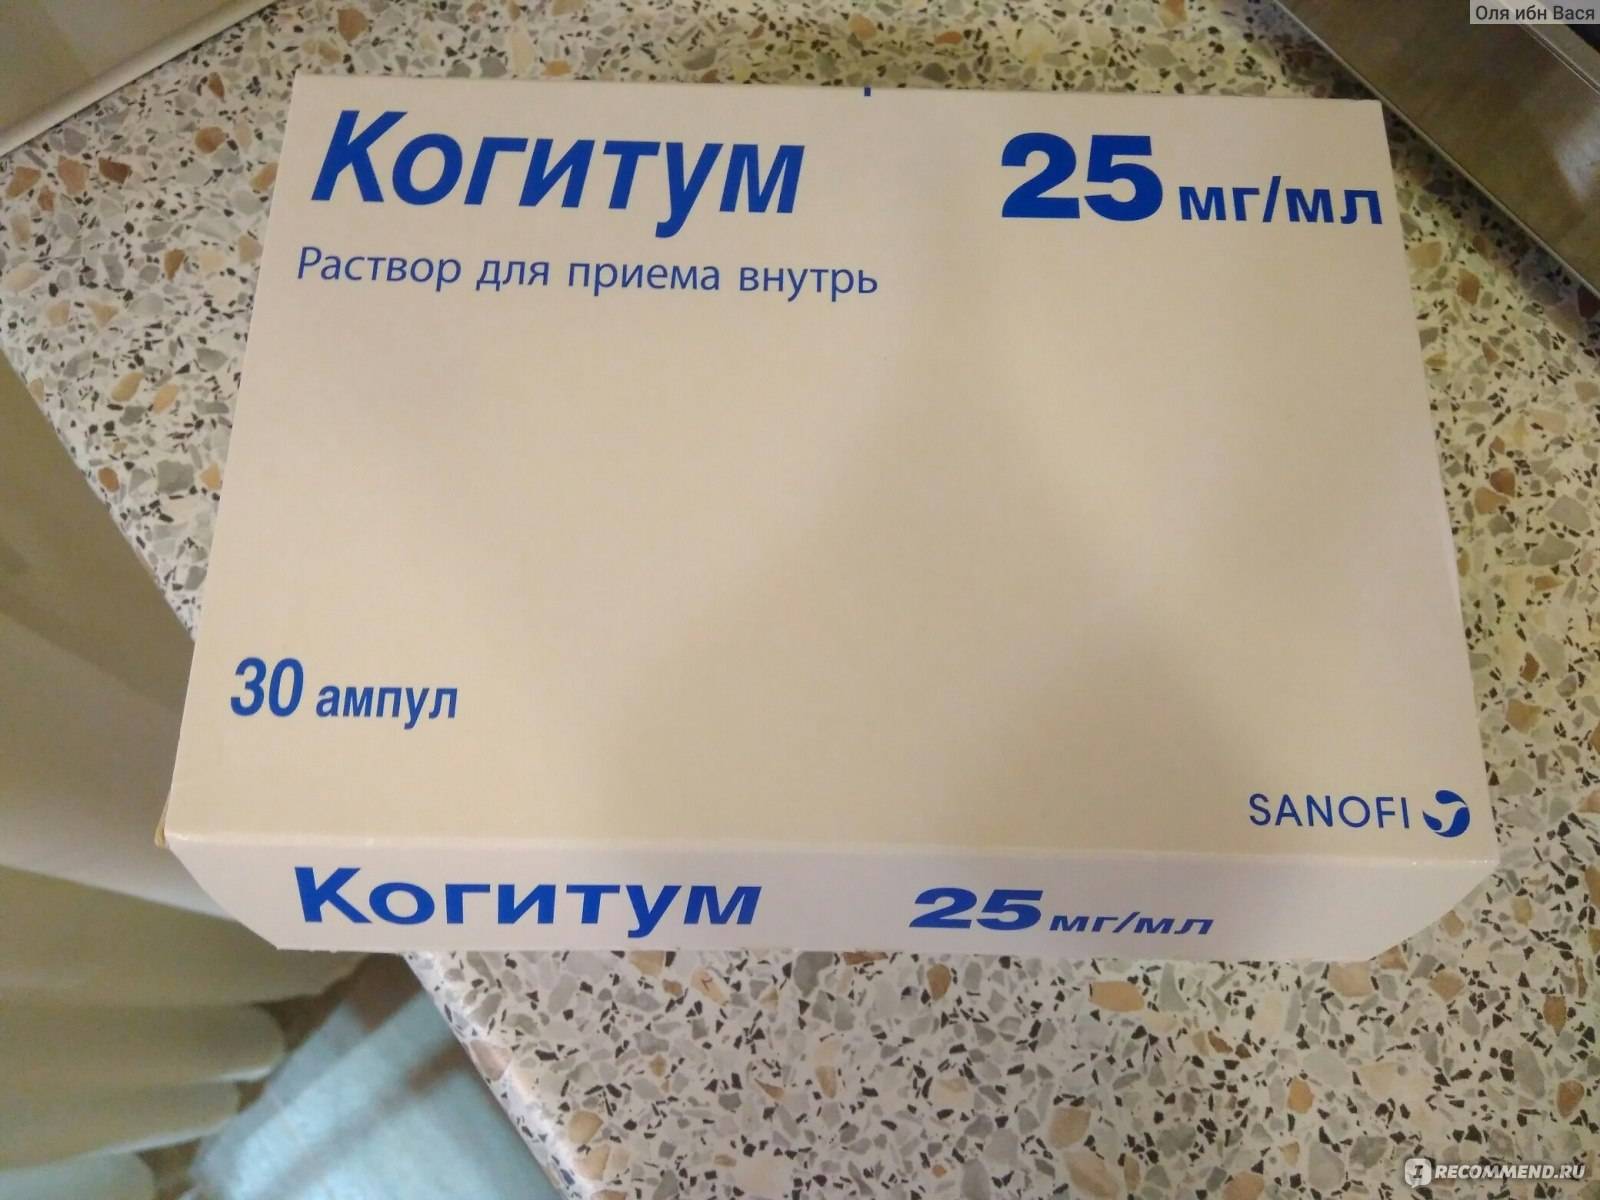 Оля ибн Вася
Когитум 25 мг/мл
Раствор для приема внутрь
30 ампул
SANOFI
Когитум 25 мг/мл
RECOMMEND.RU